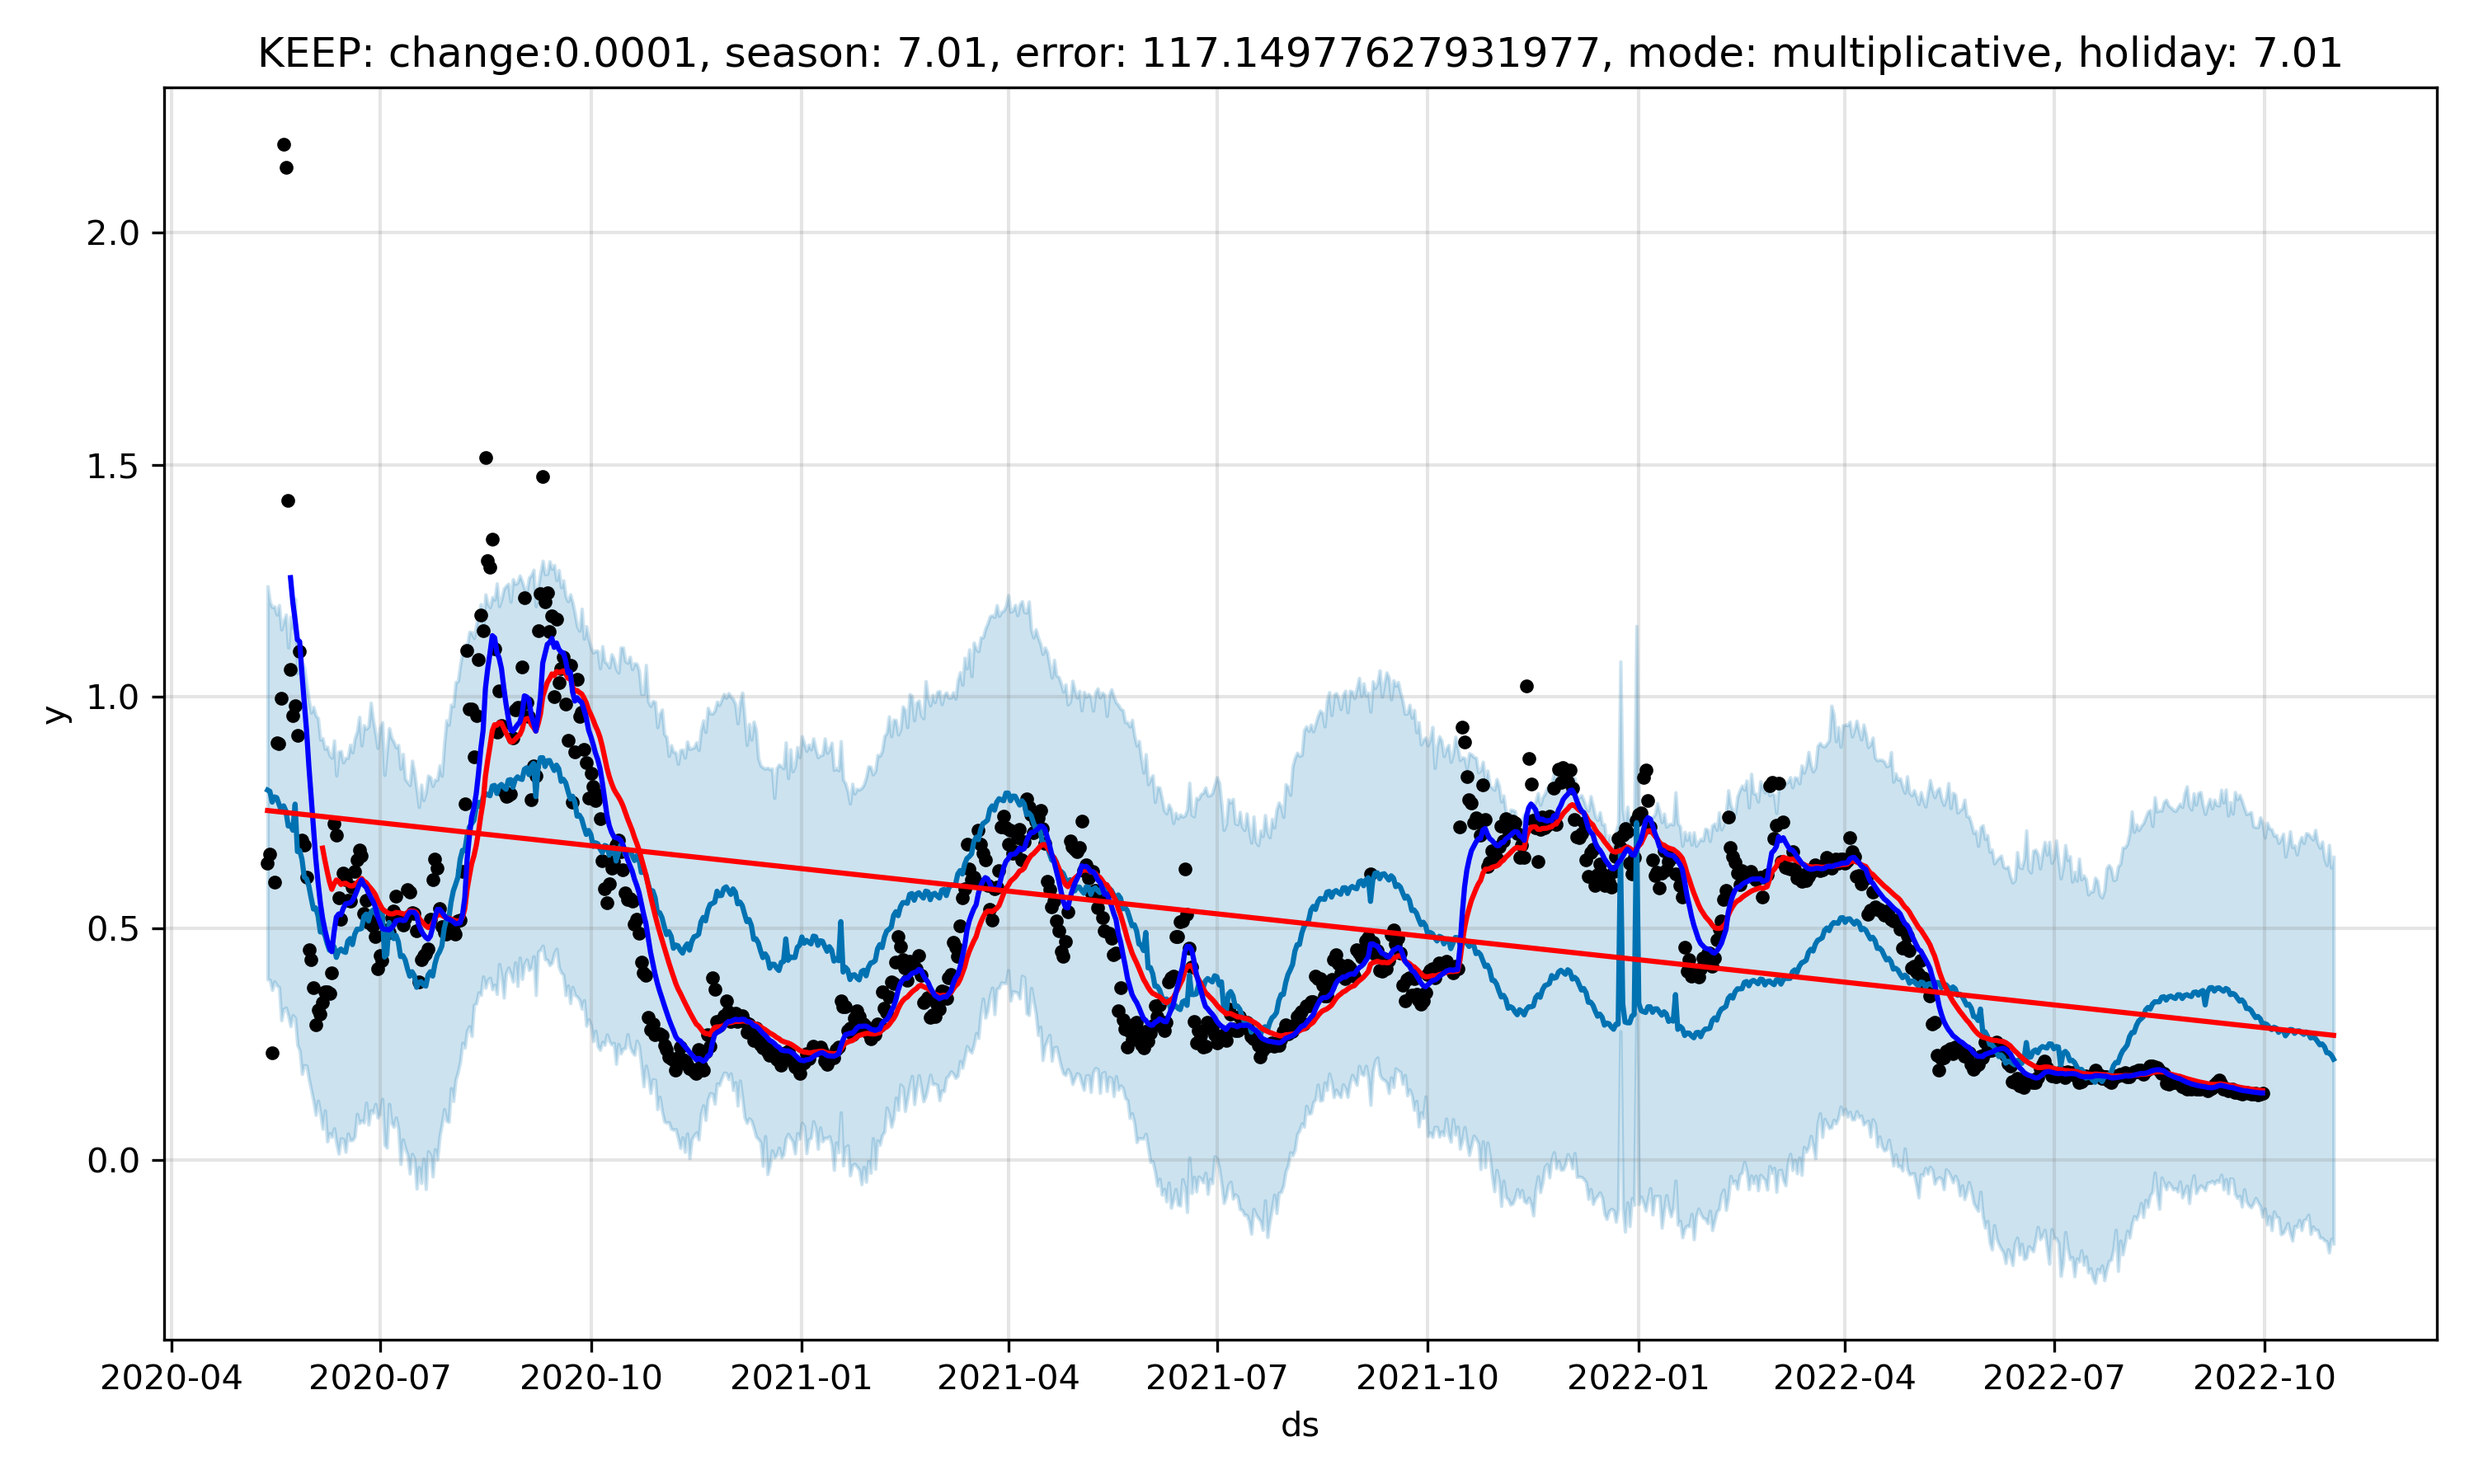 KEEP: change:0.0001, season: 7.01, error: 117.14977627931977, mode: multiplicative, holiday: 7.01
2.0
1.5
1.0
0.5
0.0
y
2020-04 2020-07 2020-10 2021-01 2021-04 2021-07 2021-10 2022-01 2022-04 2022-07 2022-10
ds